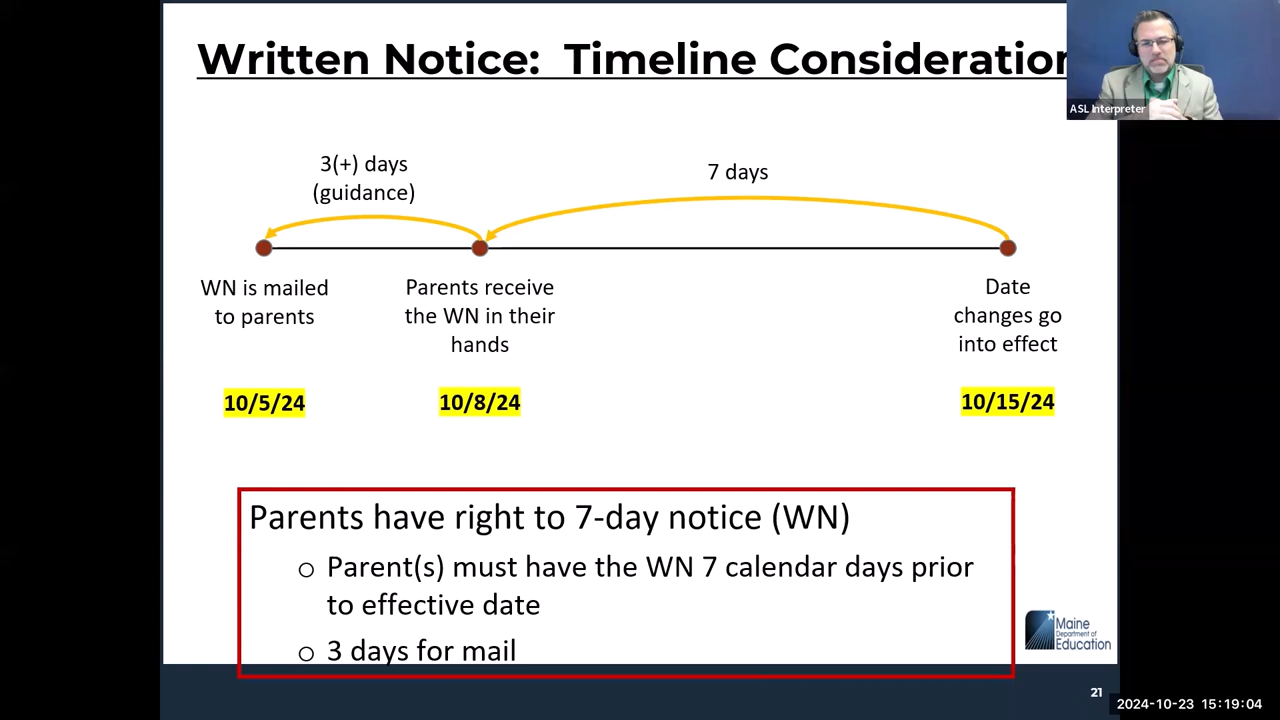 Written Notice:  Timeline Consideration
ASL Interpreter
3(+) days
(guidance)
7 days
WN is mailed
to parents
Parents receive
the WN in their
hands
Date
changes go
into effect
10/5/24
10/8/24
10/15/24
Parents have right to 7-day notice (WN)
o Parent(s) must have the WN 7 calendar days prior
to effective date
o 3 days for mail
Maine
Department of
Education
21
2024-10-23 15:19:04